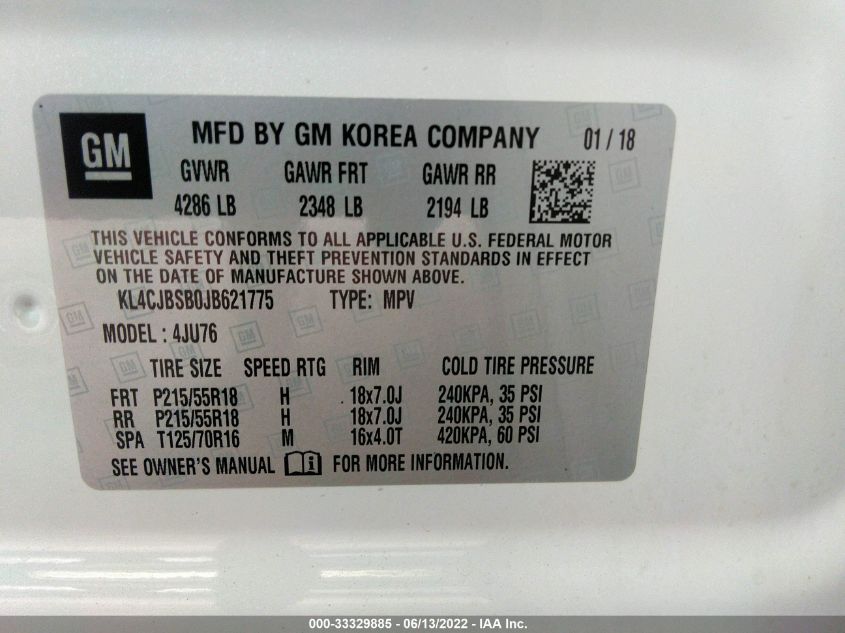 GM
MFD BY GM KOREA COMPANY 01 / 18
GVWR GAWR FRT GAWR RR
4286 LB 2348 LB 2194 LB
THIS VEHICLE CONFORMS TO ALL APPLICABLE U.S. FEDERAL MOTOR
VEHICLE SAFETY AND THEFT PREVENTION STANDARDS IN EFFECT
ON THE DATE OF MANUFACTURE SHOWN ABOVE.
KL4CJBSB0JB621775 TYPE: MPV
MODEL : 4JU76
TIRE SIZE SPEED RTG RIM COLD TIRE PRESSURE
FRT P215/55R18 H 18x7.0J 240KPA, 35 PSI
RR P215/55R18 H 18x7.0J 240KPA, 35 PSI
SPA T125/70R16 M 16x4.0T 420KPA, 60 PSI
SEE OWNER'S MANUAL i FOR MORE INFORMATION.
000-33329885 - 06/13/2022 - IAA Inc.